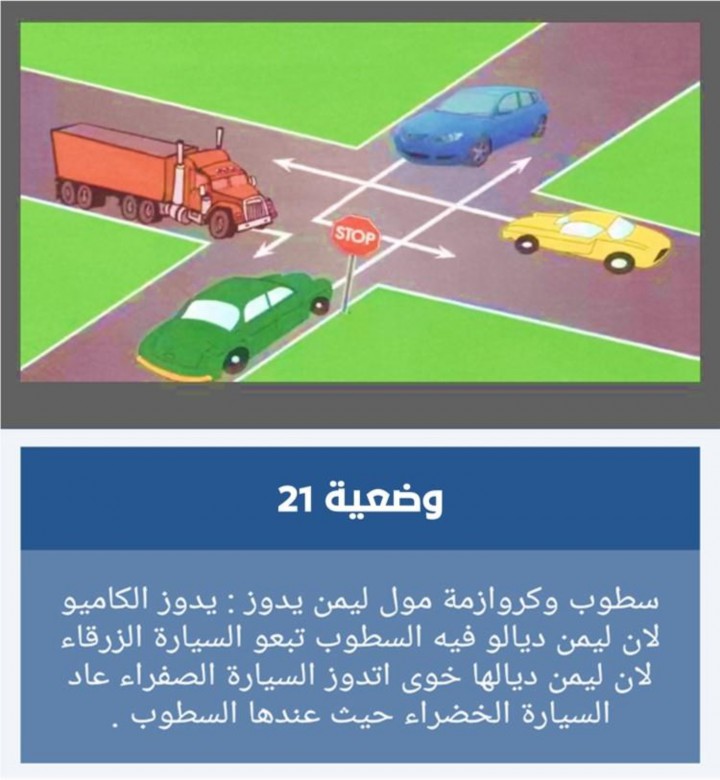 STOP
وضعية 21
سطوب وكروازمة مول ليمن يدوز : يدوز الكاميو
لان ليمن ديالو فيه السطوب تبعو السيارة الزرقاء
لان ليمن ديالها خوى اتدوز السيارة الصفراء عاد
السيارة الخضراء حيث عندها السطوب .